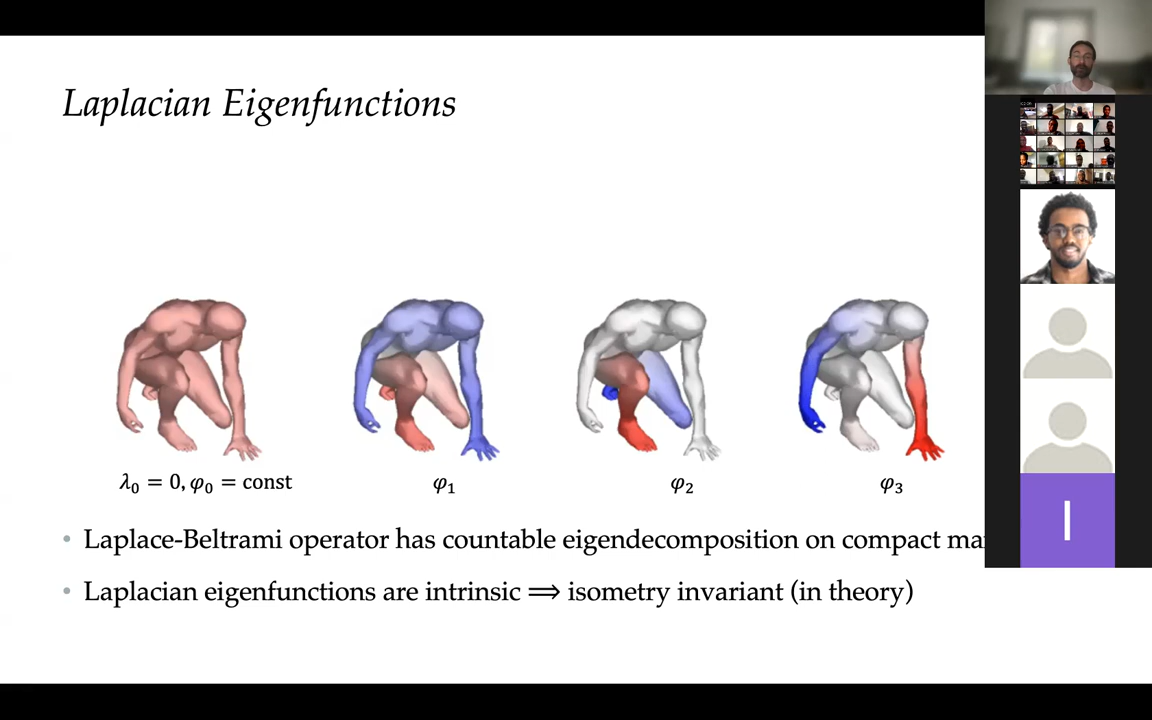 Laplacian Eigenfunctions
λ₀ = 0, φ₀ = const
φ₁
φ₂
φ₃
• Laplace-Beltrami operator has countable eigendecomposition on compact
• Laplacian eigenfunctions are intrinsic ⟹ isometry invariant (in theory)
I